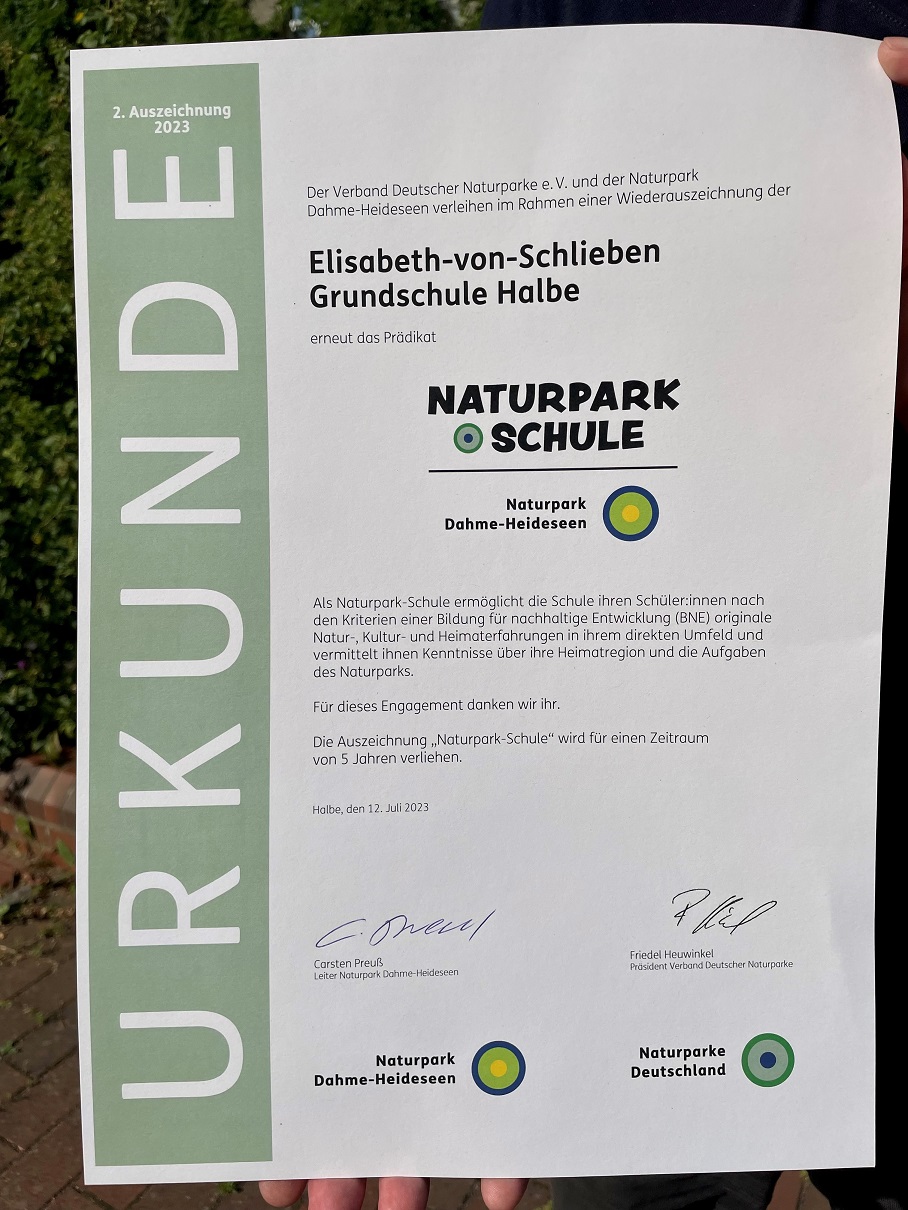 2. Auszeichnung
2023
URKUNDE
Der Verband Deutscher Naturparke e. V. und der Naturpark
Dahme-Heideseen verleihen im Rahmen einer Wiederauszeichnung der
Elisabeth-von-Schlieben
Grundschule Halbe
erneut das Prädikat
NATURPARK
SCHULE
Naturpark
Dahme-Heideseen
Als Naturpark-Schule ermöglicht die Schule ihren Schüler:innen nach
den Kriterien einer Bildung für nachhaltige Entwicklung (BNE) originale
Natur-, Kultur- und Heimaterfahrungen in ihrem direkten Umfeld und
vermittelt ihnen Kenntnisse über ihre Heimatregion und die Aufgaben
des Naturparks.
Für dieses Engagement danken wir ihr.
Die Auszeichnung „Naturpark-Schule“ wird für einen Zeitraum
von 5 Jahren verliehen.
Halbe, den 12. Juli 2023
Carsten Preuß
Leiter Naturpark Dahme-Heideseen
Friedel Heuwinkel
Präsident Verband Deutscher Naturparke
Naturpark
Dahme-Heideseen
Naturparke
Deutschland